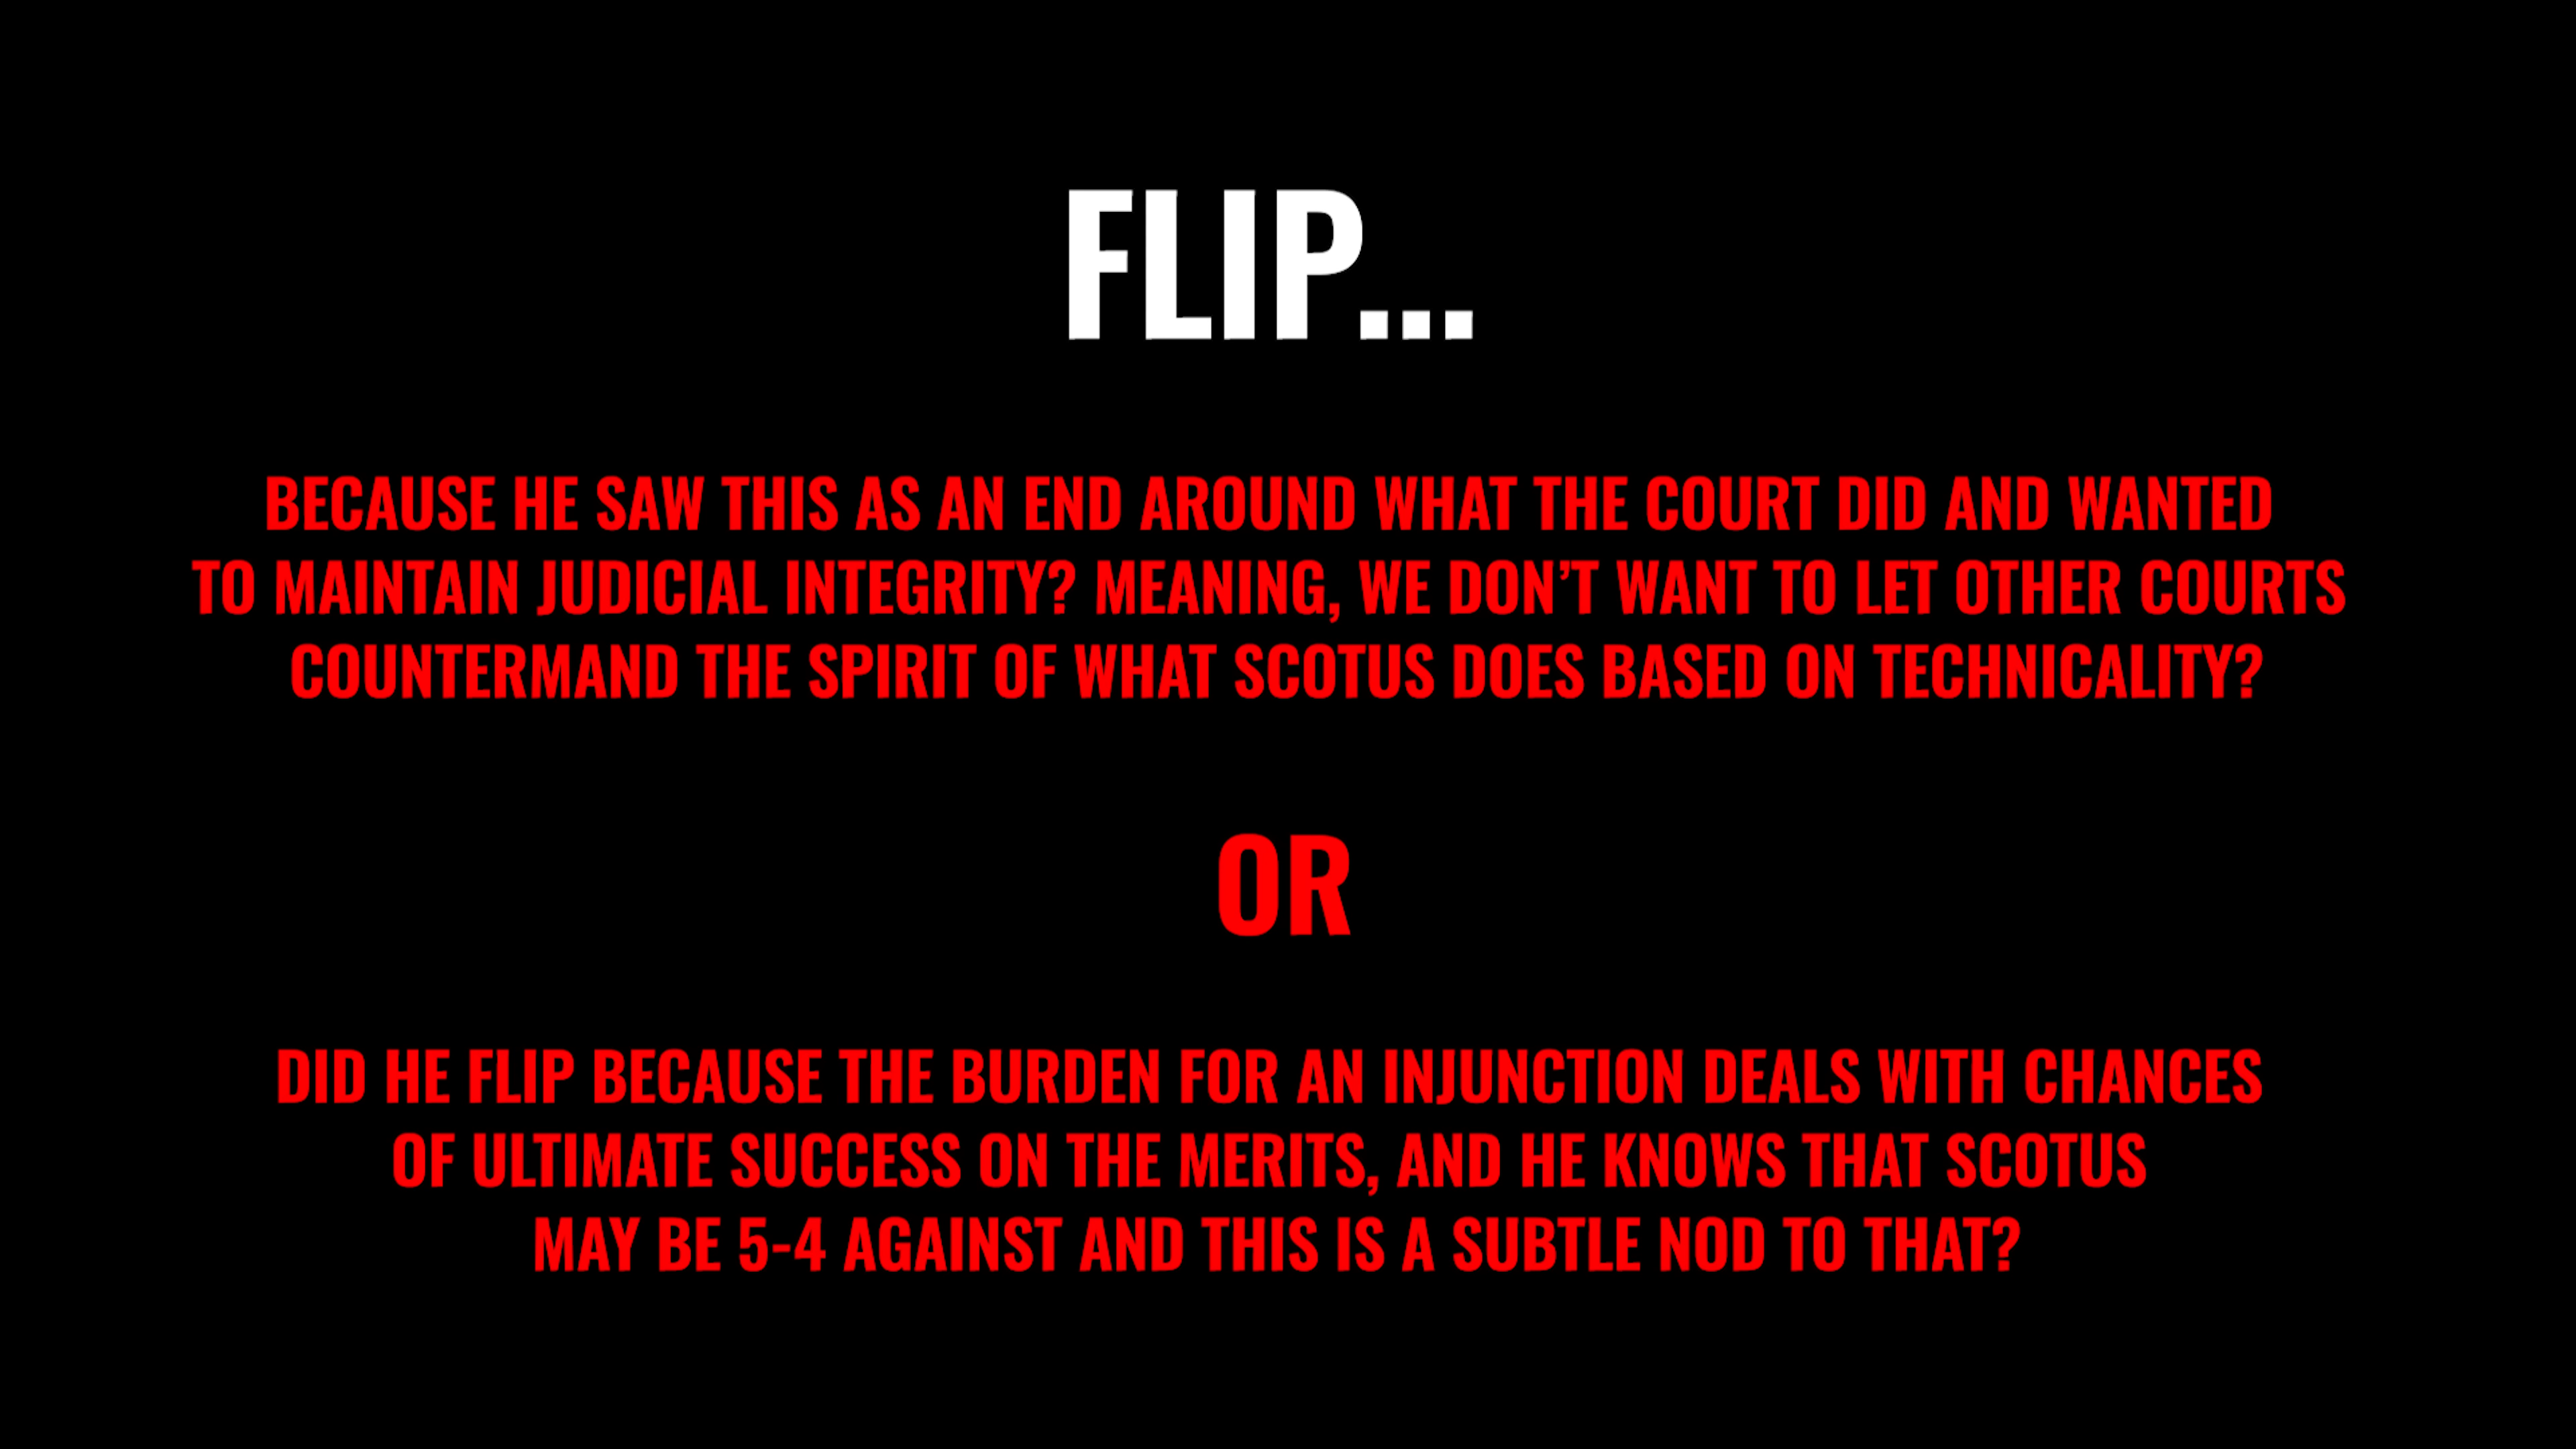 FLIP...
BECAUSE HE SAW THIS AS AN END AROUND WHAT THE COURT DID AND WANTED
TO MAINTAIN JUDICIAL INTEGRITY? MEANING, WE DON'T WANT TO LET OTHER COURTS
COUNTERMAND THE SPIRIT OF WHAT SCOTUS DOES BASED ON TECHNICALITY?
OR
DID HE FLIP BECAUSE THE BURDEN FOR AN INJUNCTION DEALS WITH CHANCES
OF ULTIMATE SUCCESS ON THE MERITS, AND HE KNOWS THAT SCOTUS
MAY BE 5-4 AGAINST AND THIS IS A SUBTLE NOD TO THAT?